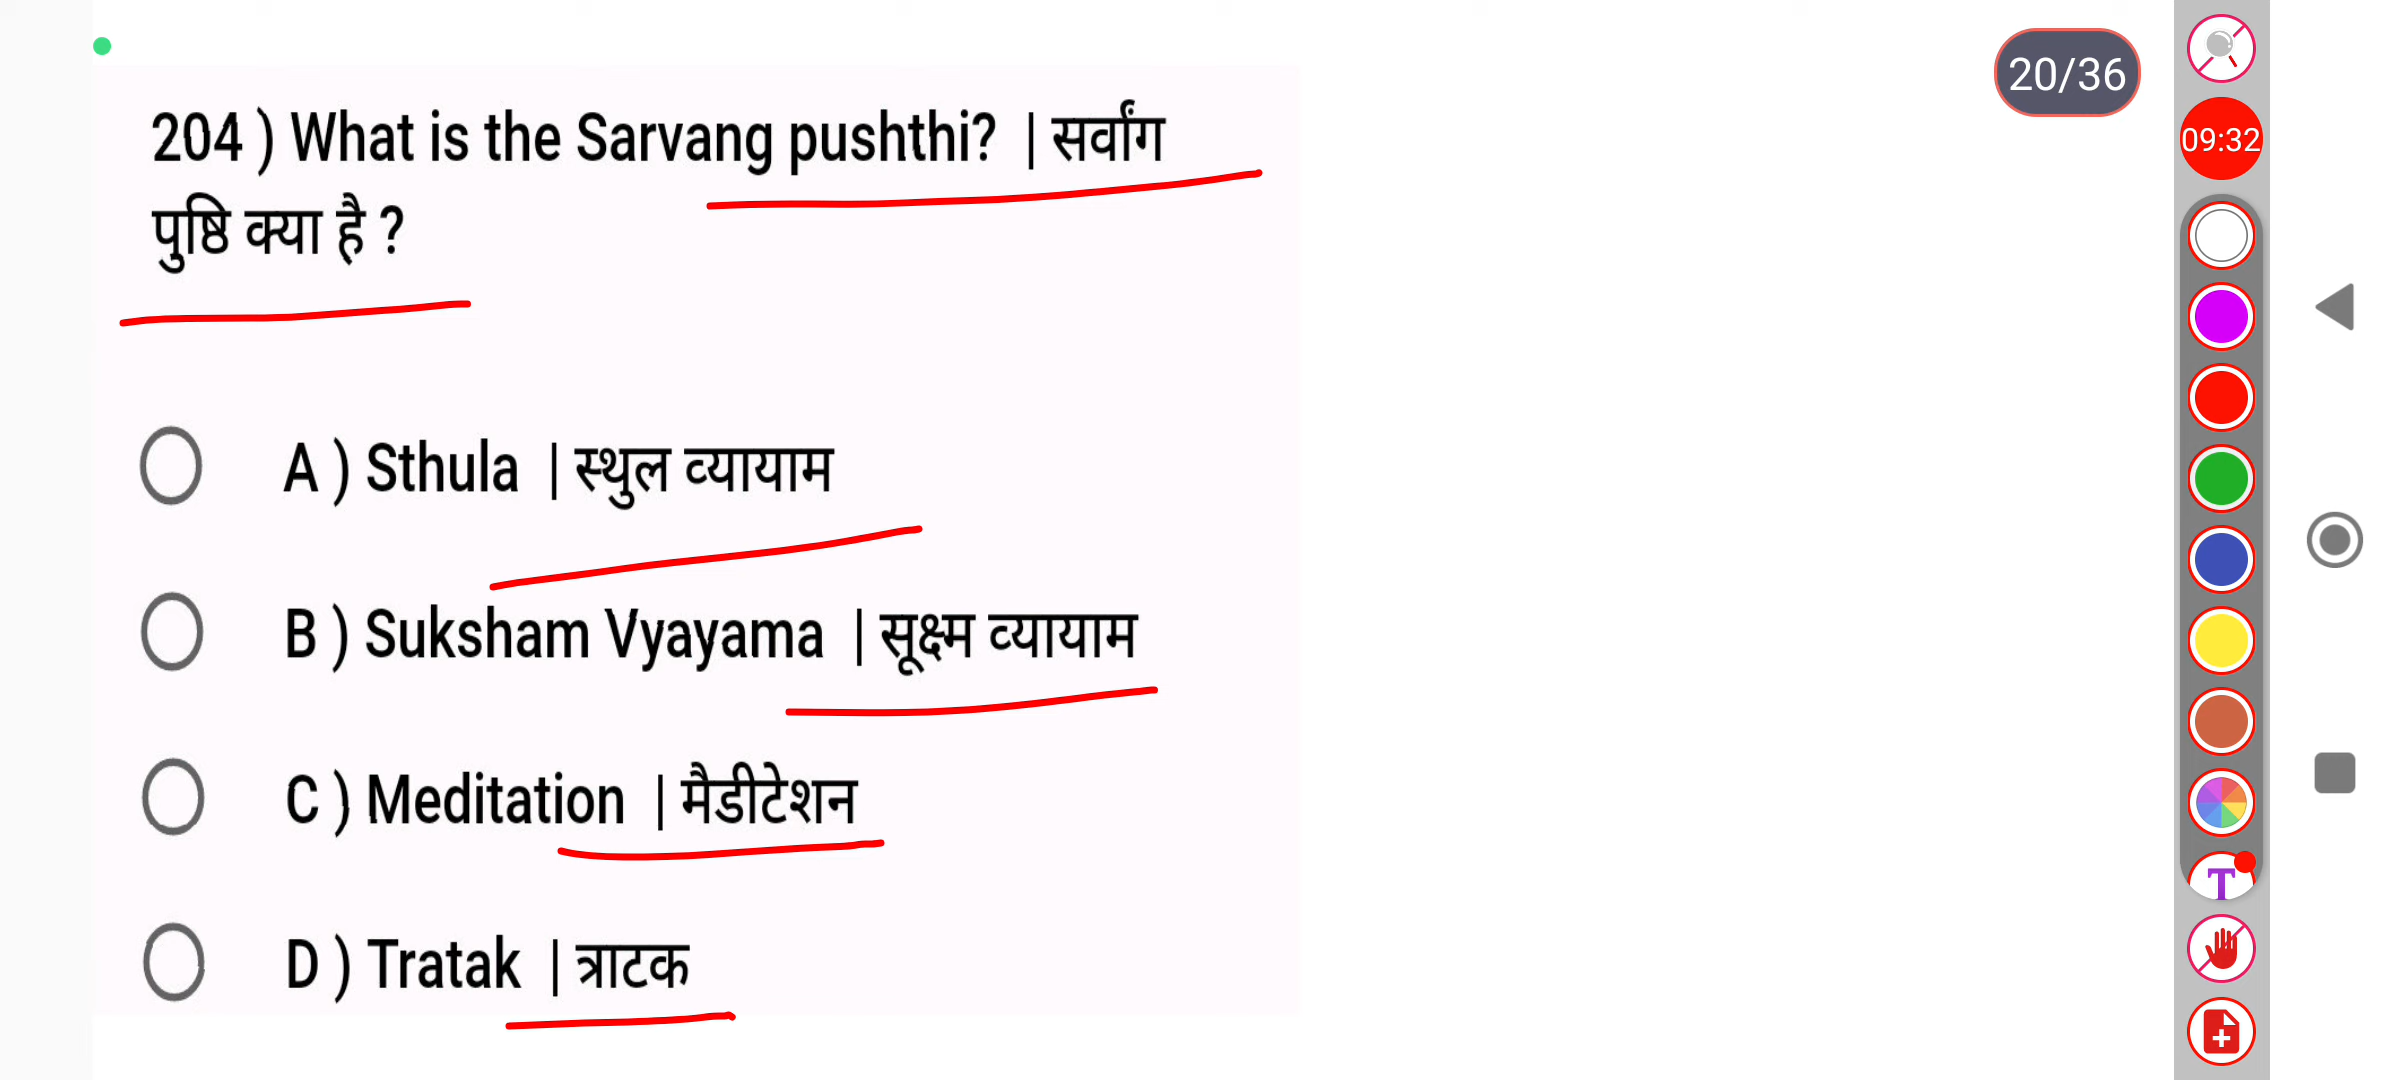 20/36
09:32
204 ) What is the Sarvang pushthi? | सर्वांग
पुष्ठि क्या है ?
A ) Sthula | स्थुल व्यायाम
B ) Suksham Vyayama | सूक्ष्म व्यायाम
C ) Meditation | मैडीटेशन
D ) Tratak | त्राटक
T